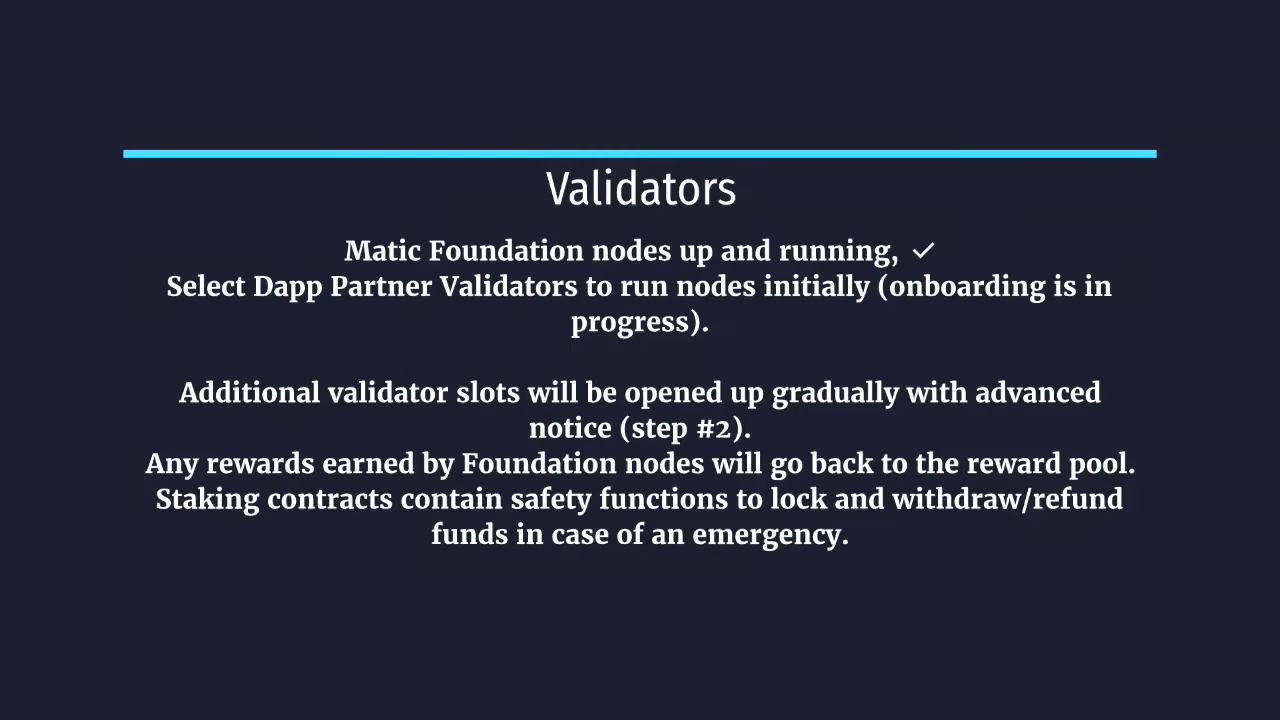 Validators
Matic Foundation nodes up and running, ✓
Select Dapp Partner Validators to run nodes initially (onboarding is in
progress).
Additional validator slots will be opened up gradually with advanced
notice (step #2).
Any rewards earned by Foundation nodes will go back to the reward pool.
Staking contracts contain safety functions to lock and withdraw/refund
funds in case of an emergency.